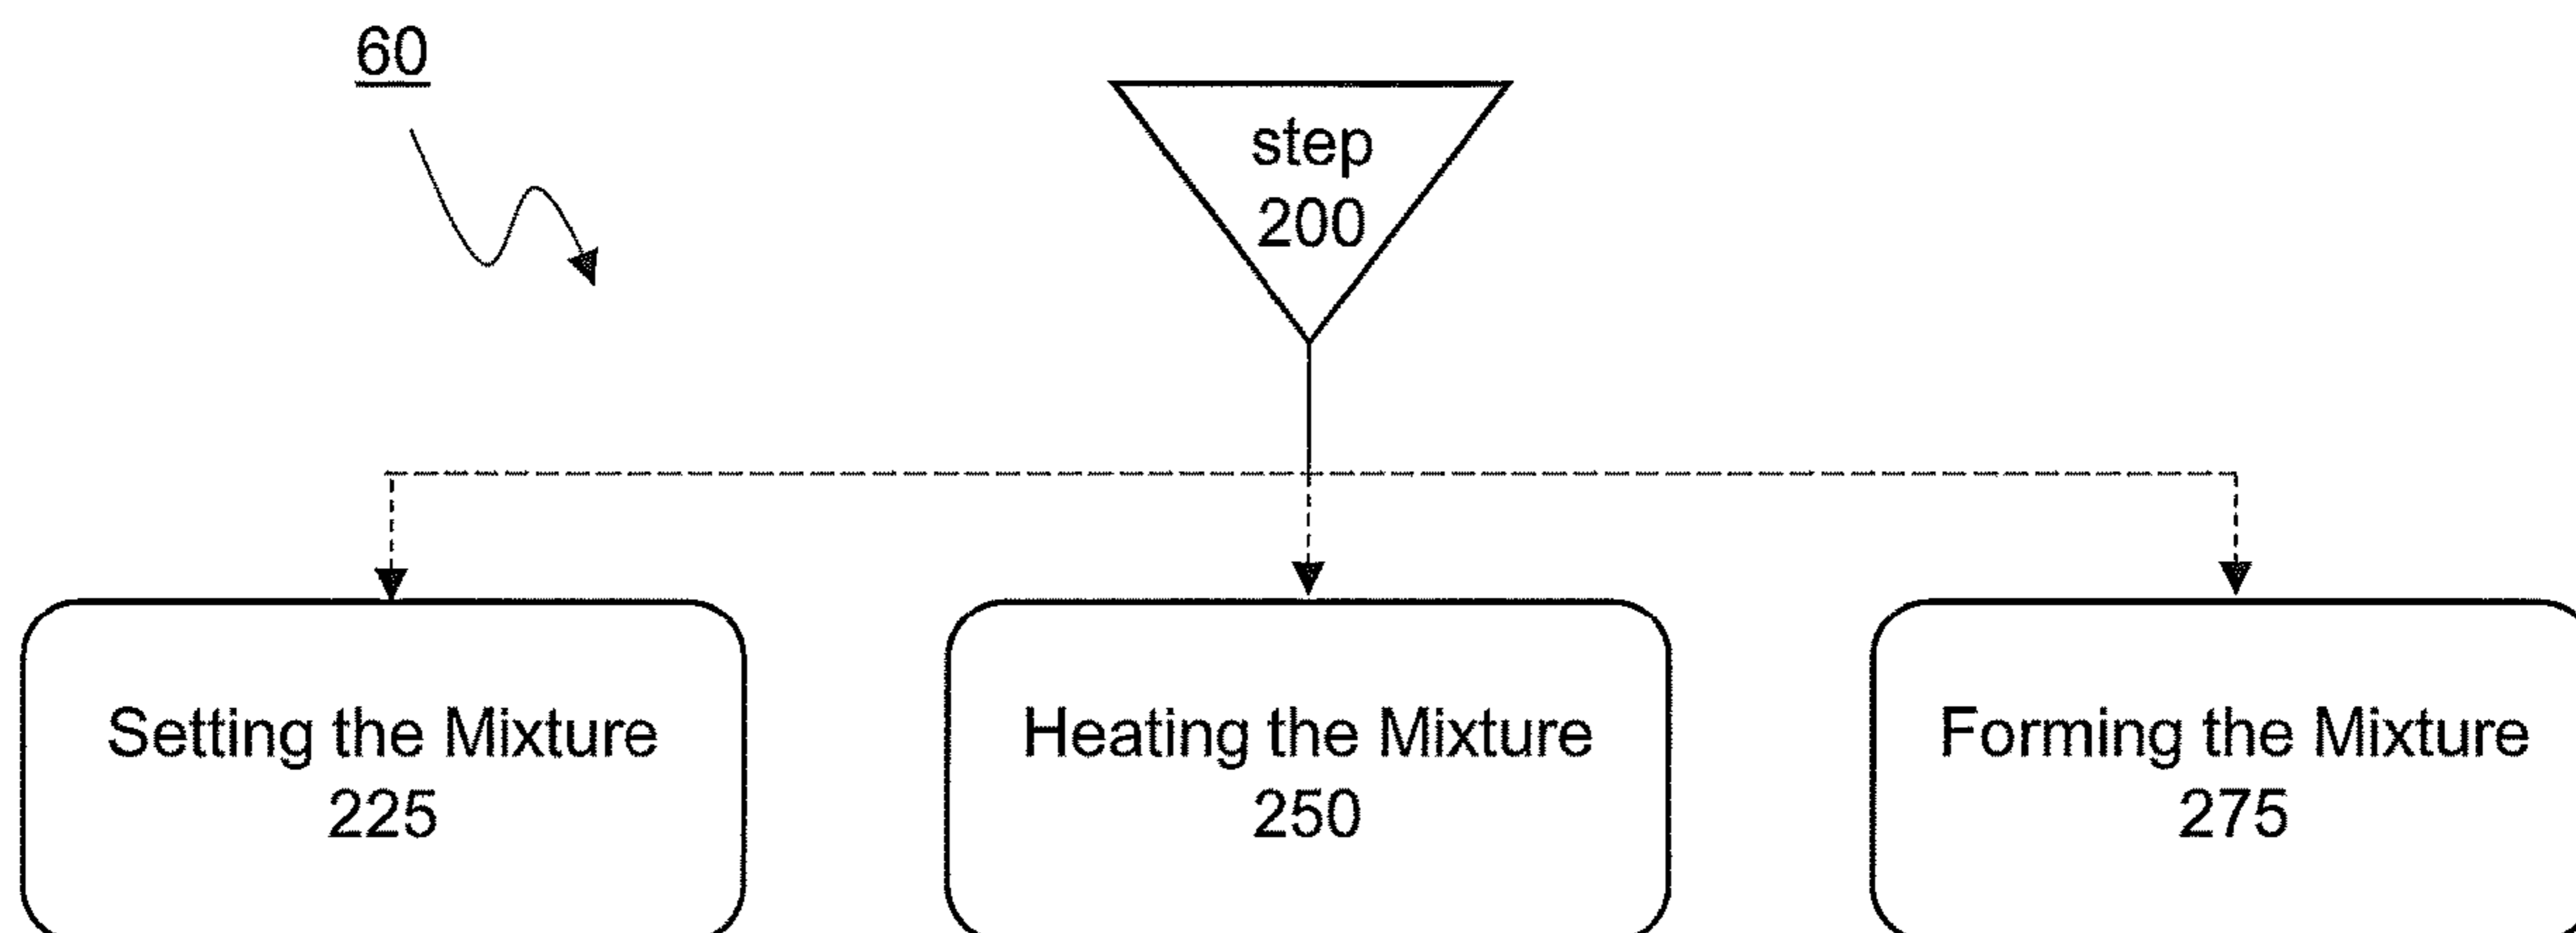 60
step
200
Setting the Mixture
225
Heating the Mixture
250
Forming the Mixture
275